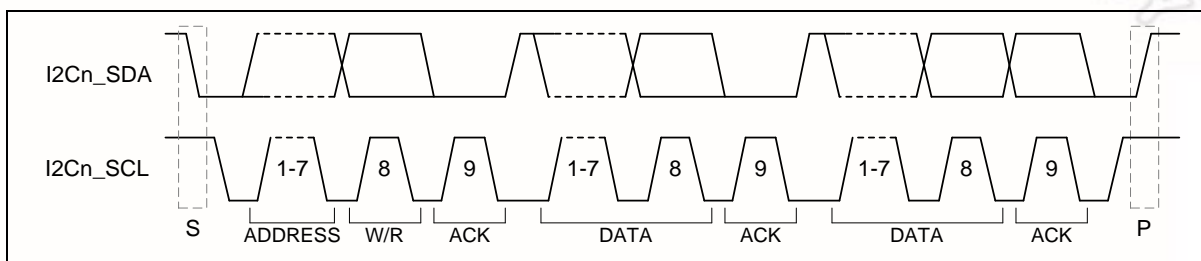 I2Cn_SDA
I2Cn_SCL
1-7 8 9 1-7 8 9 1-7 8 9
S ADDRESS W/R ACK DATA ACK DATA ACK P